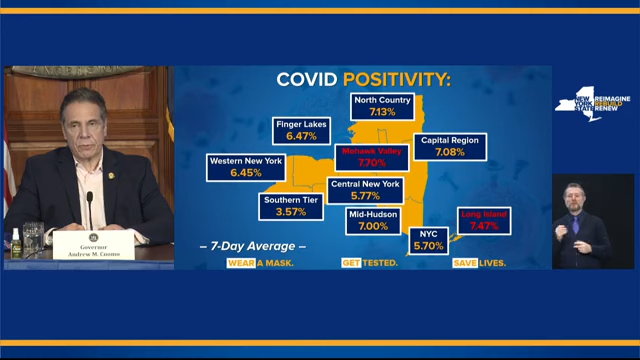 COVID POSITIVITY:
North Country
7.13%
Finger Lakes
6.47%
Mohawk Valley
7.70%
Capital Region
7.08%
Western New York
6.45%
Central New York
5.77%
Southern Tier
3.57%
Mid-Hudson
7.00%
Long Island
7.47%
NYC
5.70%
– 7-Day Average –
WEAR A MASK.
GET TESTED.
SAVE LIVES.
NEW
YORK
STATE
REIMAGINE
REBUILD
RENEW
Governor
Andrew M. Cuomo